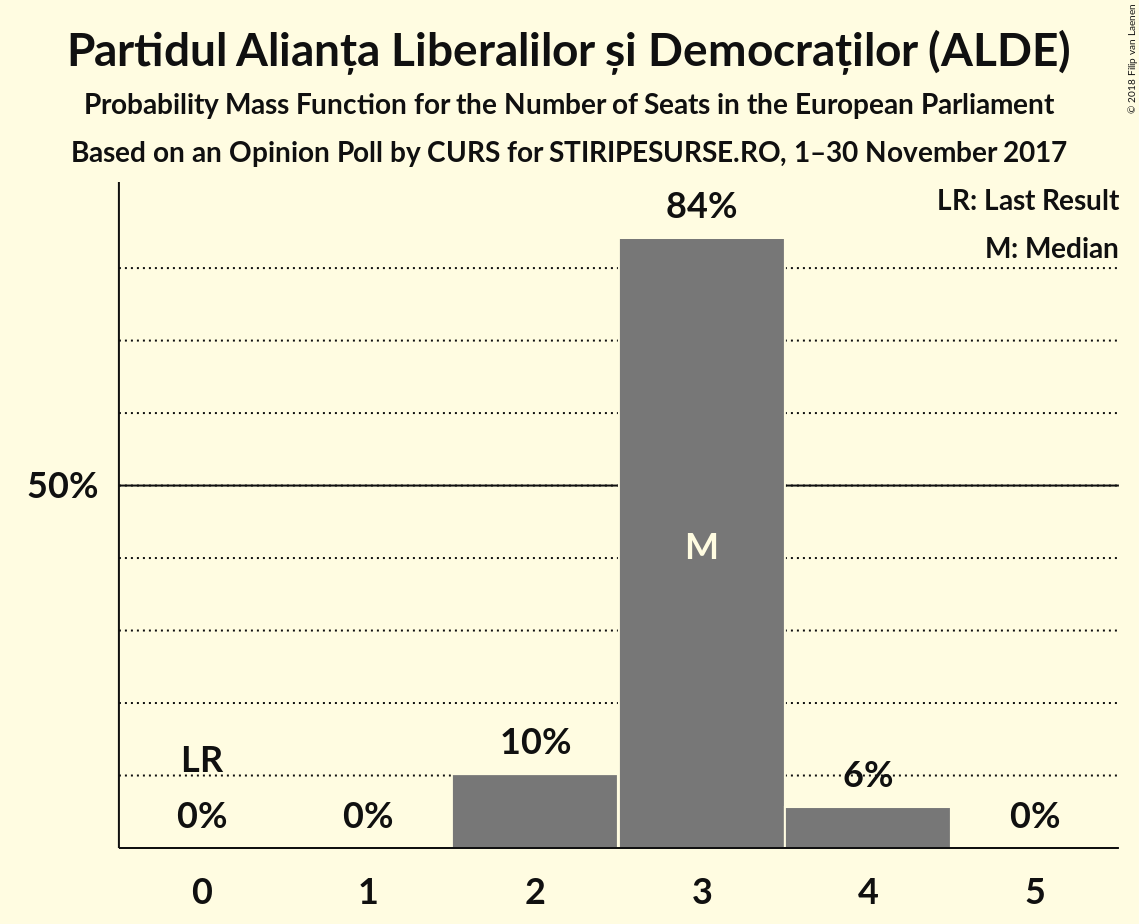 Partidul Alianța Liberalilor și Democraților (ALDE)
Probability Mass Function for the Number of Seats in the European Parliament
Based on an Opinion Poll by CURS for STIRIPESURSE.RO, 1–30 November 2017
© 2018 Filip van Laenen
LR: Last Result
M: Median
84%
50%
M
10%
LR
6%
0%
0%
0%
0
1
2
3
4
5